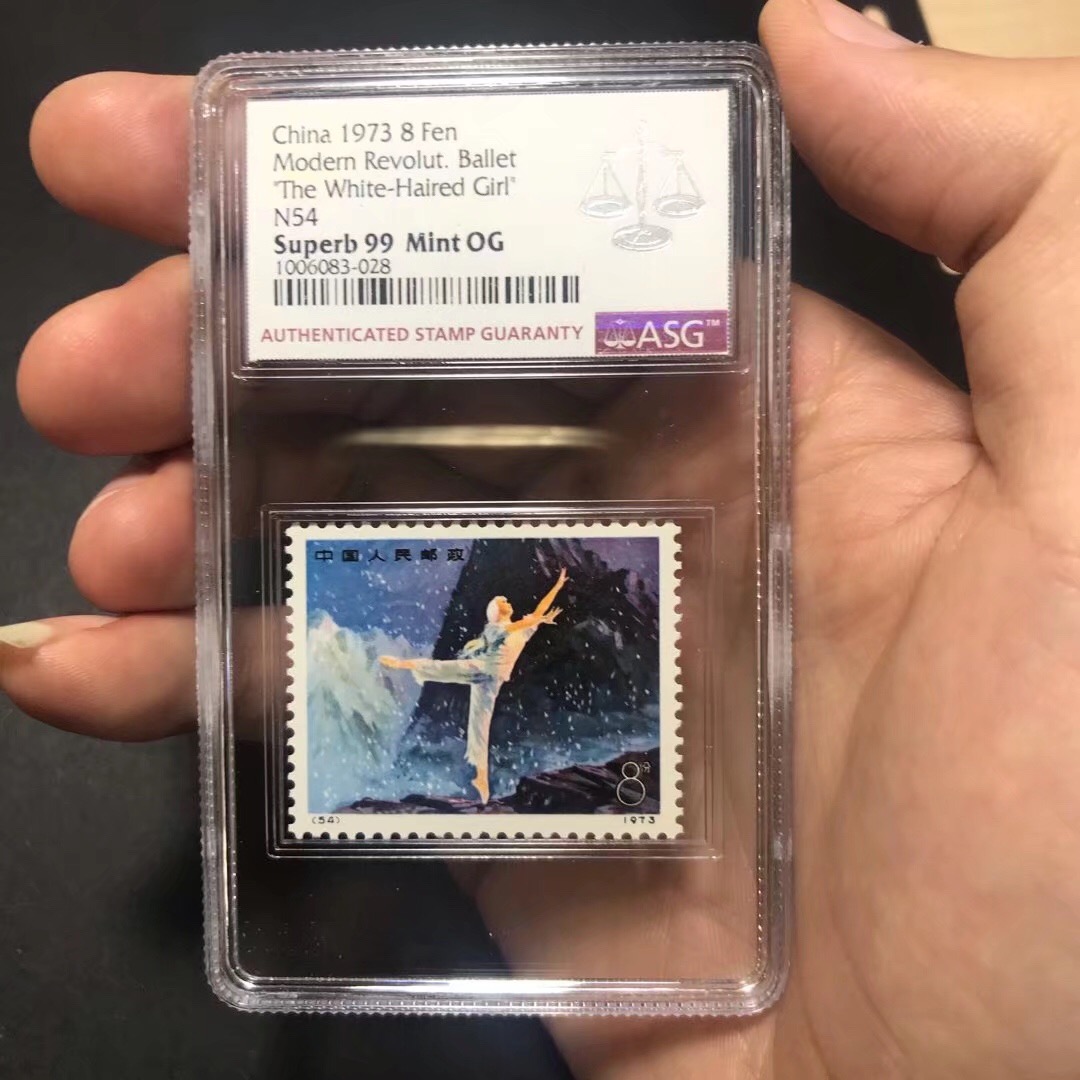 China 1973 8 Fen
Modern Revolut. Ballet
"The White-Haired Girl"
N54
Superb 99 Mint OG
1006083-028
AUTHENTICATED STAMP GUARANTY
ASG™
中国人民邮政
8分
(54) 1973